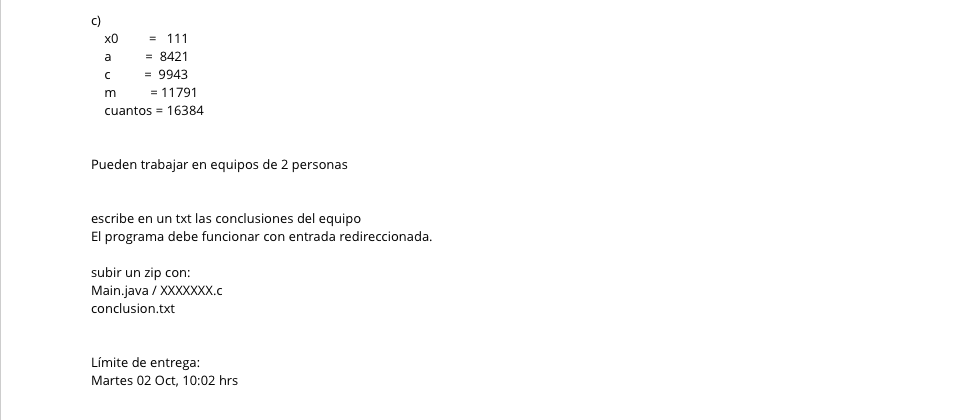 c)
x0 = 111
a = 8421
c = 9943
m = 11791
cuantos = 16384
Pueden trabajar en equipos de 2 personas
escribe en un txt las conclusiones del equipo
El programa debe funcionar con entrada redireccionada.
subir un zip con:
Main.java / XXXXXXX.c
conclusion.txt
Límite de entrega:
Martes 02 Oct, 10:02 hrs